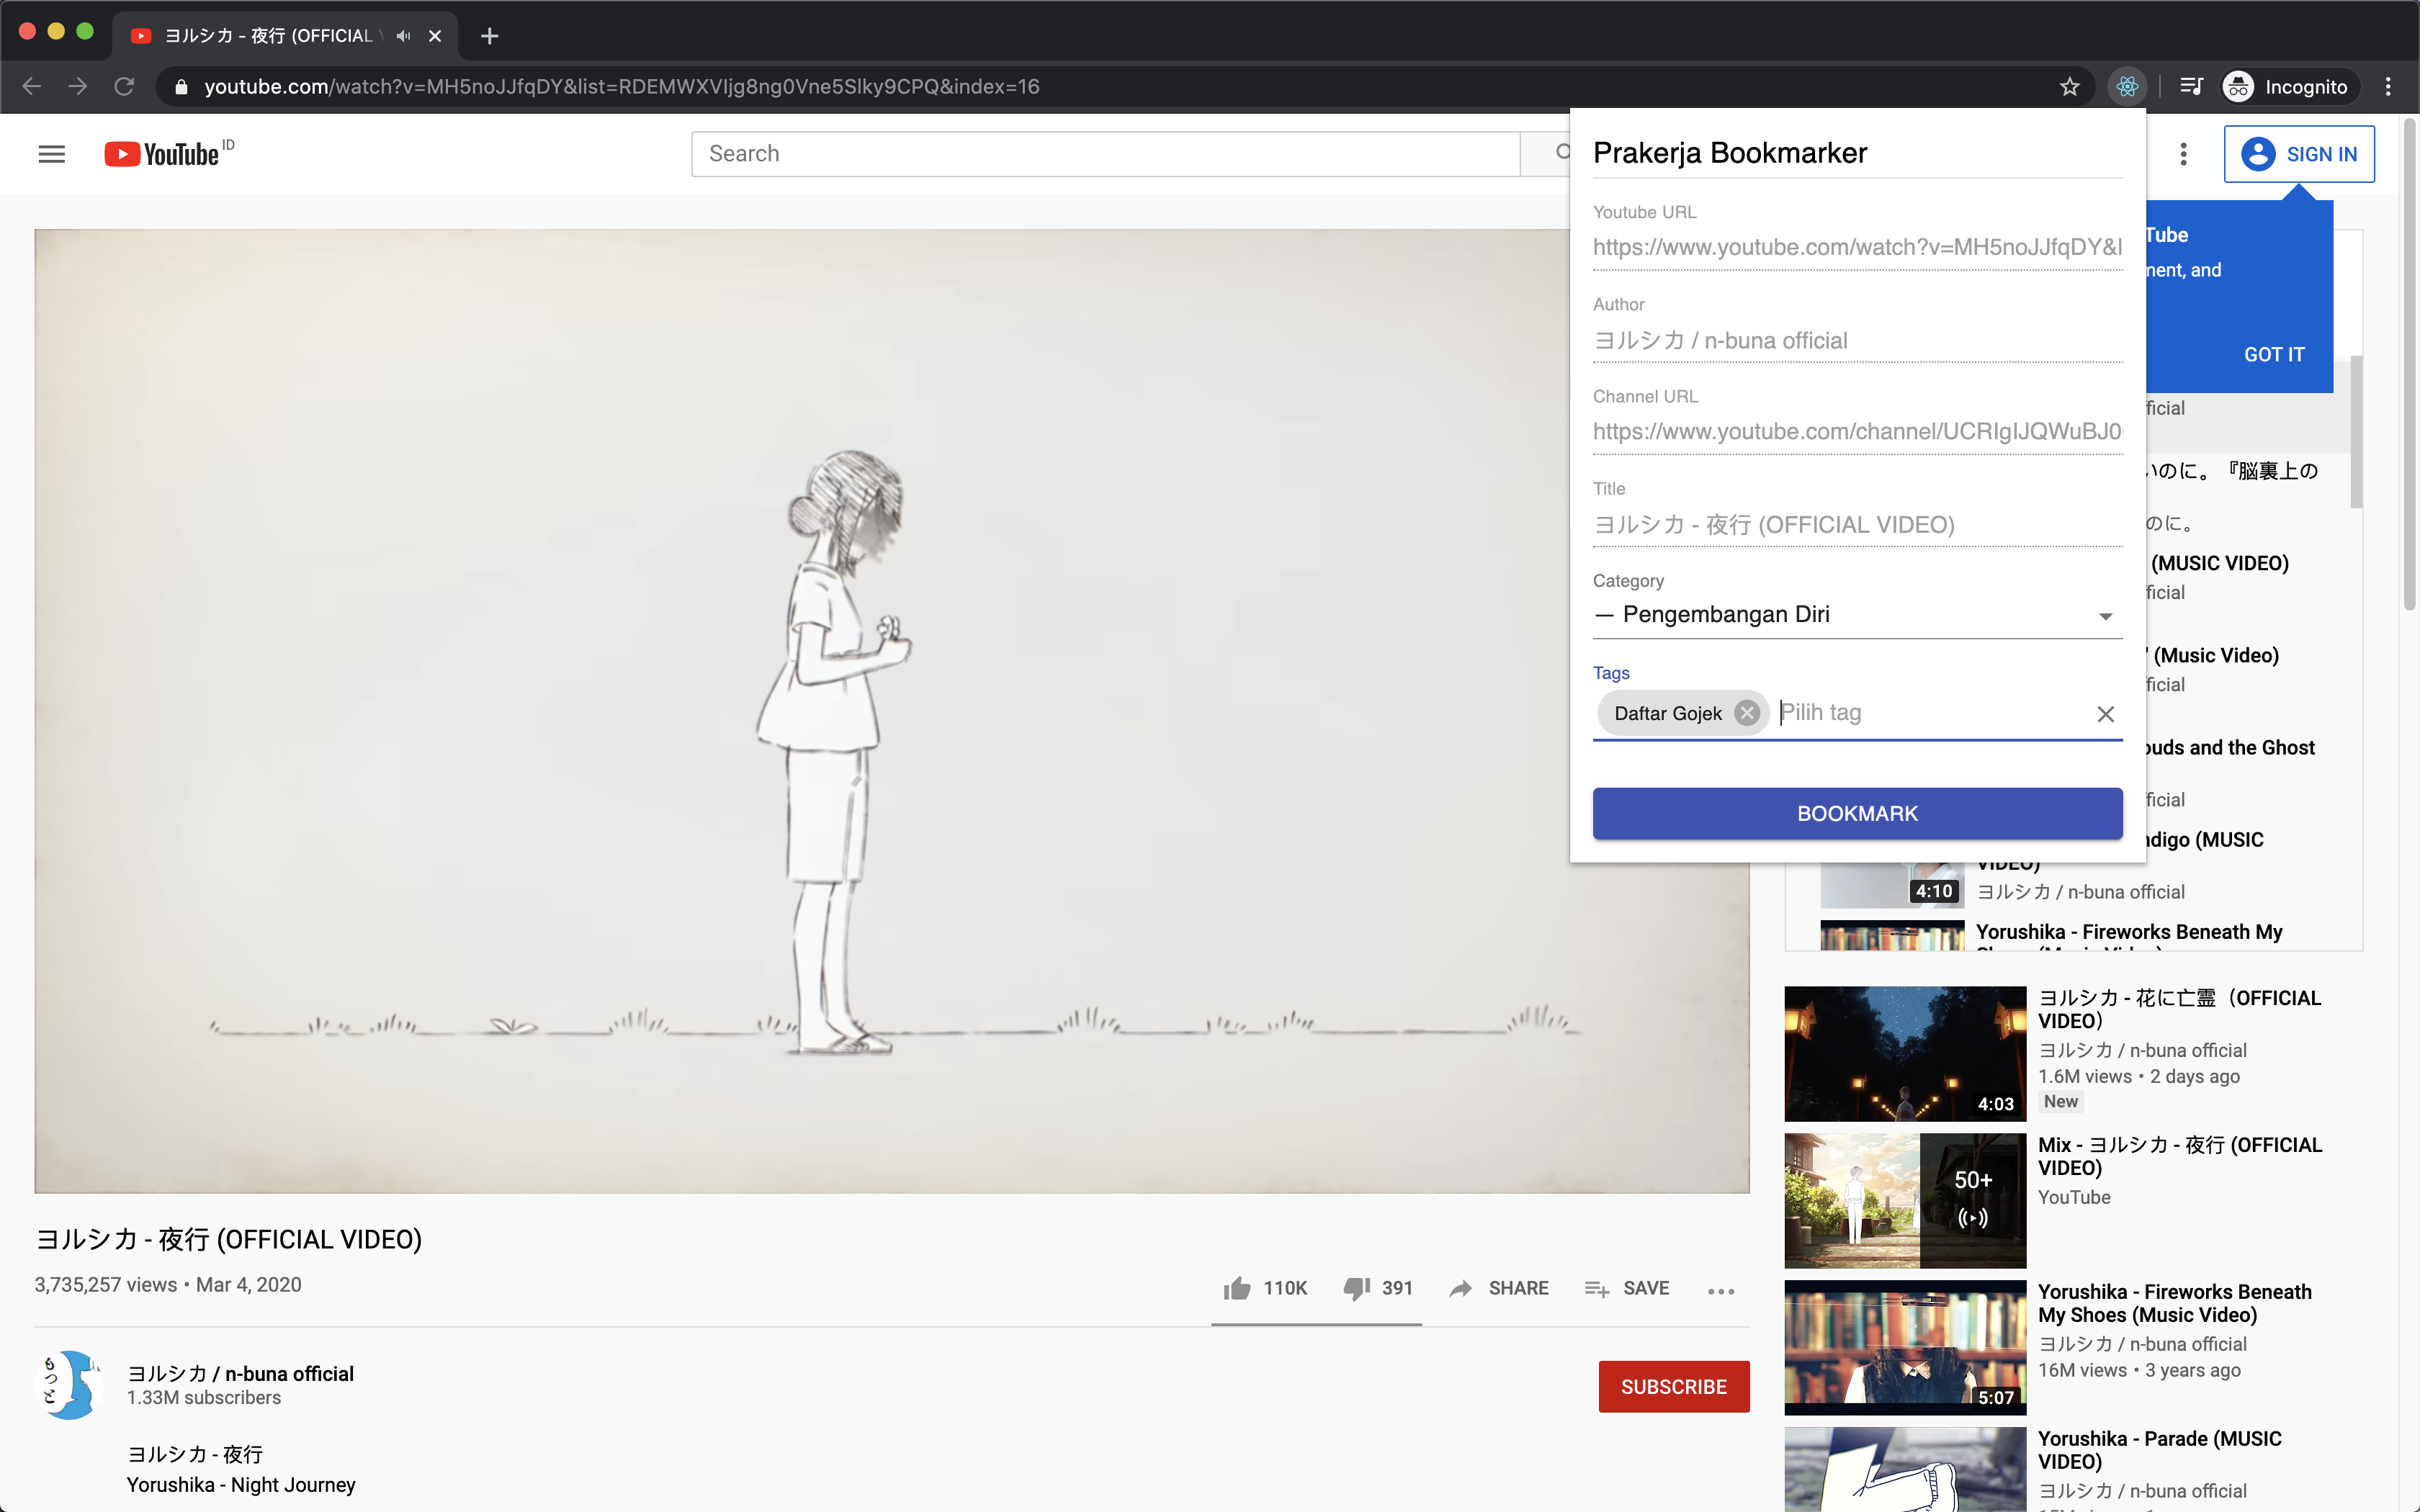 ヨルシカ - 夜行 (OFFICIAL
youtube.com/watch?v=MH5noJJfqDY&list=RDEMWXVIjg8ng0Vne5Slky9CPQ&index=16
Incognito
YouTube ID
Search
SIGN IN
Prakerja Bookmarker
Youtube URL
https://www.youtube.com/watch?v=MH5noJJfqDY&l
Author
ヨルシカ / n-buna official
Channel URL
https://www.youtube.com/channel/UCRIgIJQWuBJ0
Title
ヨルシカ - 夜行 (OFFICIAL VIDEO)
Category
— Pengembangan Diri
Tags
Daftar Gojek
Pilih tag
BOOKMARK
Tube
ment, and
GOT IT
ficial
いのに。『脳裏上の
のに。
(MUSIC VIDEO)
ficial
(Music Video)
ficial
ouds and the Ghost
ficial
ndigo (MUSIC
VIDEO)
4:10
ヨルシカ / n-buna official
Yorushika - Fireworks Beneath My
Shoes (Music Video)
ヨルシカ - 花に亡霊（OFFICIAL
VIDEO）
ヨルシカ / n-buna official
1.6M views • 2 days ago
New
4:03
Mix - ヨルシカ - 夜行 (OFFICIAL
VIDEO)
YouTube
50+
Yorushika - Fireworks Beneath
My Shoes (Music Video)
ヨルシカ / n-buna official
16M views • 3 years ago
5:07
Yorushika - Parade (MUSIC
VIDEO)
ヨルシカ / n-buna official
ヨルシカ - 夜行 (OFFICIAL VIDEO)
3,735,257 views • Mar 4, 2020
110K
391
SHARE
SAVE
もっと
ヨルシカ / n-buna official
1.33M subscribers
SUBSCRIBE
ヨルシカ - 夜行
Yorushika - Night Journey